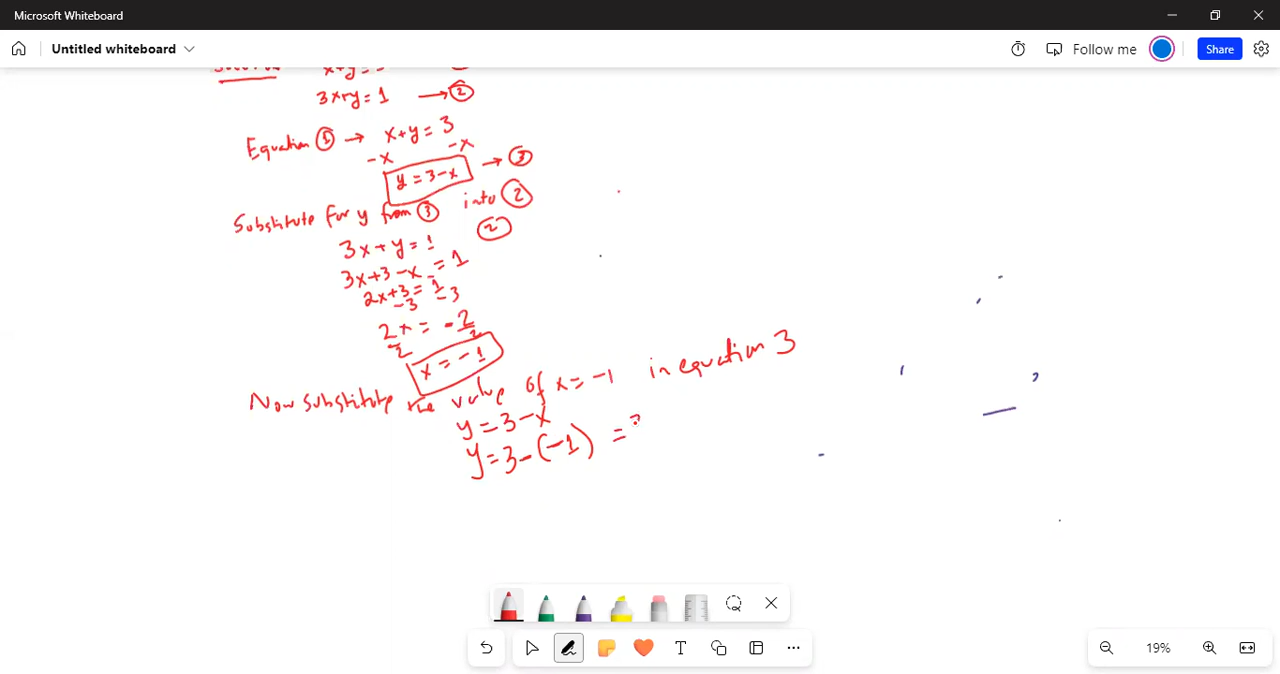 Microsoft Whiteboard
Untitled whiteboard
Follow me
Share
x+y=
3x+y=1 → ②
Equation ① → x+y=3
-x -x
y=3-x → ③
Substitute for y from ③ into ②
②
3x+y=1
3x+3-x=1
2x+3=1
-3 -3
2x=-2
2 2
x=-1
Now substitute the value of x=-1 in equation 3
y=3-x
y=3-(-1) =
19%